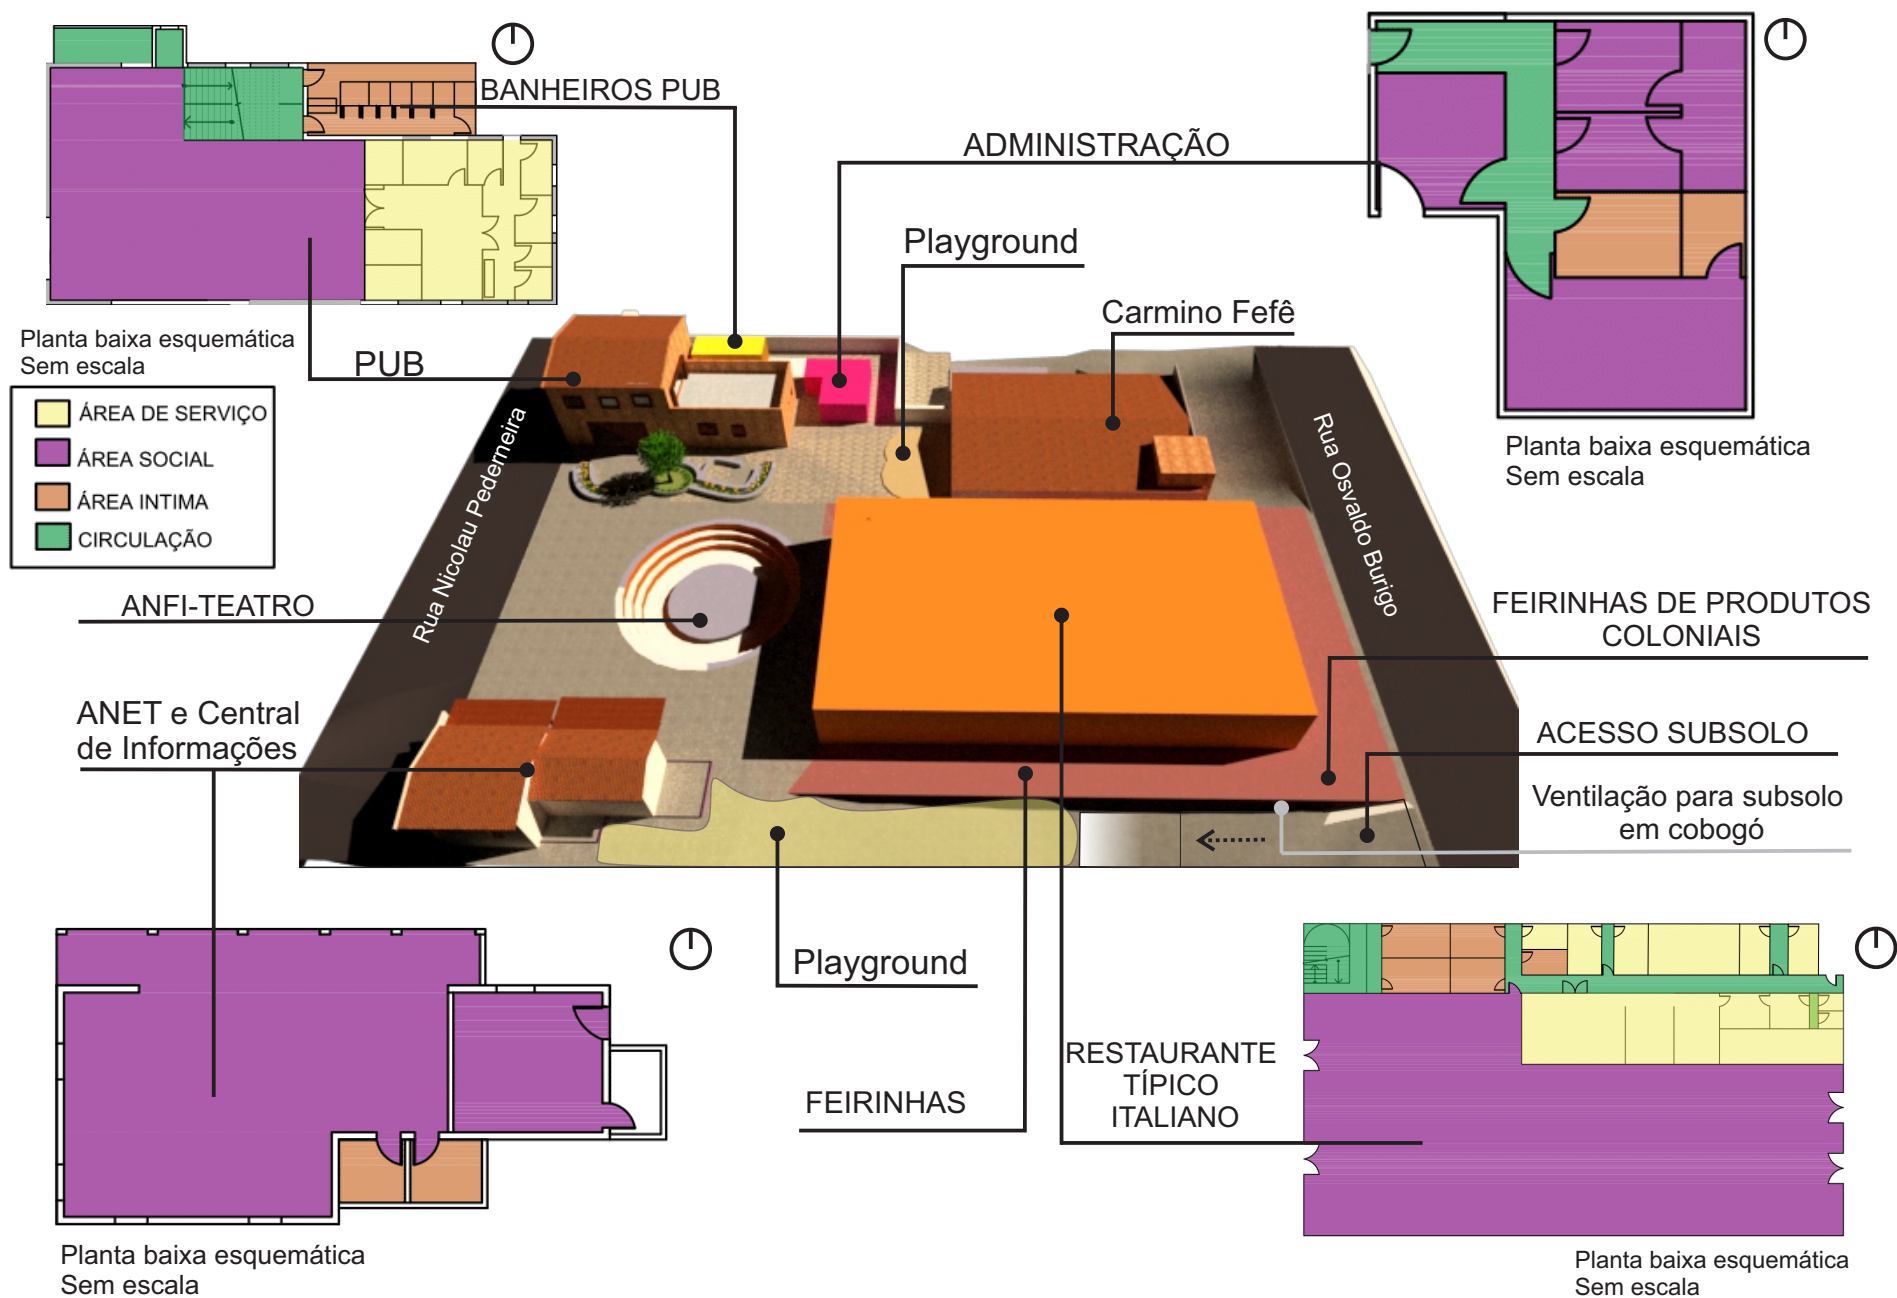 BANHEIROS PUB
ADMINISTRAÇÃO
Playground
Carmino Fefê
Planta baixa esquemática
Sem escala
PUB
ÁREA DE SERVIÇO
ÁREA SOCIAL
ÁREA INTIMA
CIRCULAÇÃO
Planta baixa esquemática
Sem escala
Rua Nicolau Pederneira
Rua Osvaldo Burigo
ANFI-TEATRO
FEIRINHAS DE PRODUTOS
COLONIAIS
ANET e Central
de Informações
ACESSO SUBSOLO
Ventilação para subsolo
em cobogó
Playground
FEIRINHAS
RESTAURANTE
TÍPICO
ITALIANO
Planta baixa esquemática
Sem escala
Planta baixa esquemática
Sem escala